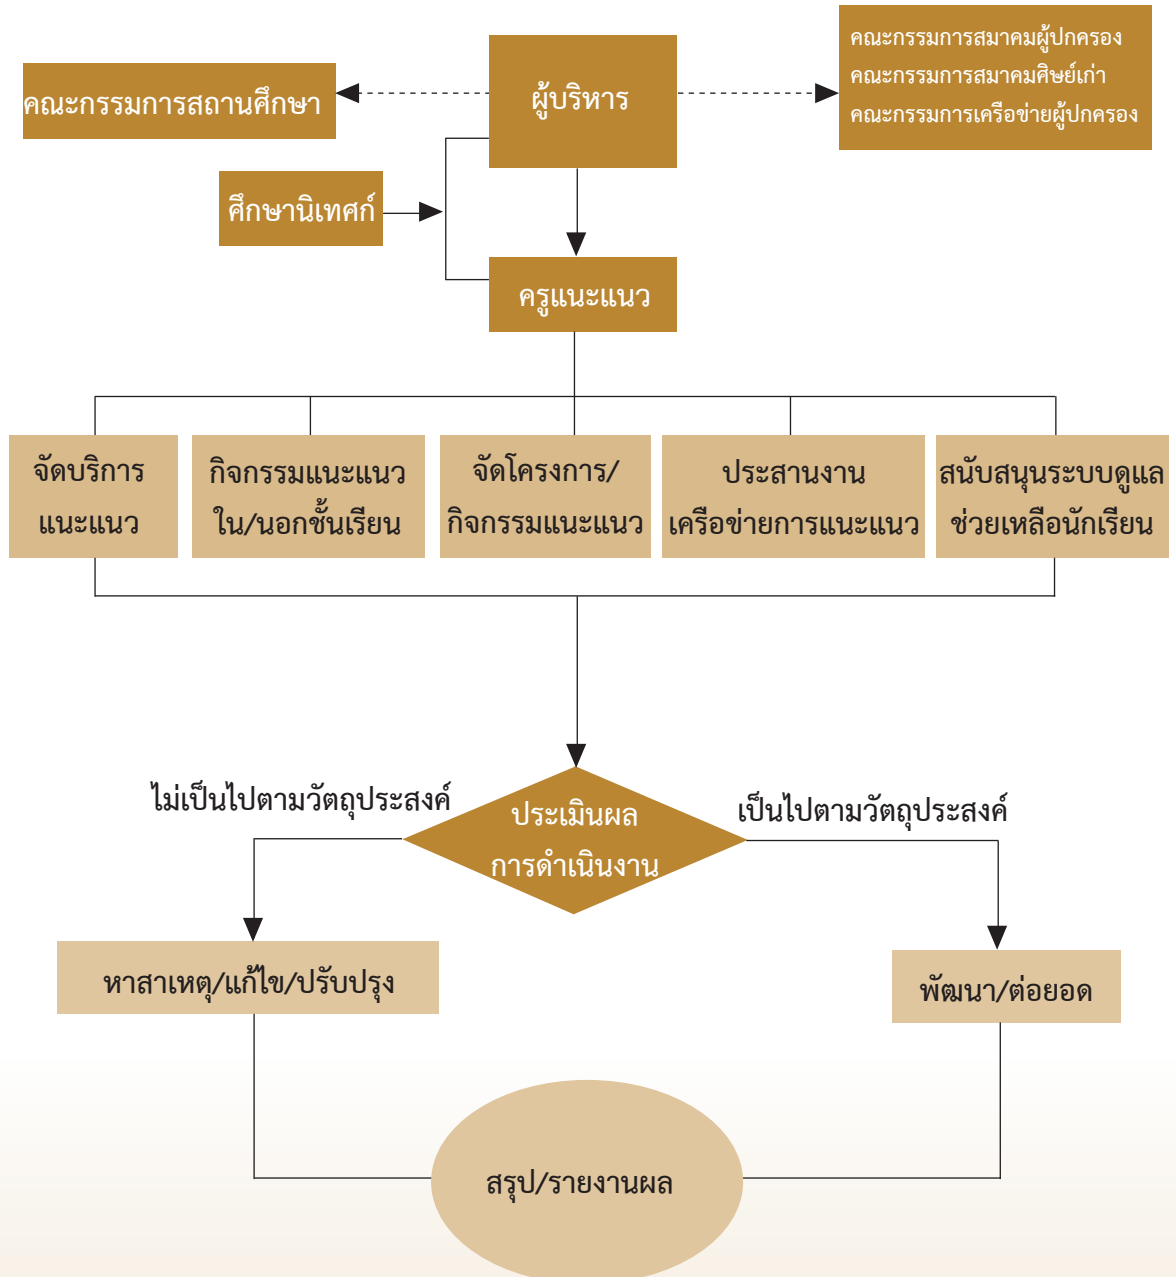 คณะกรรมการสถานศึกษา
ผู้บริหาร
คณะกรรมการสมาคมผู้ปกครอง
คณะกรรมการสมาคมศิษย์เก่า
คณะกรรมการเครือข่ายผู้ปกครอง
ศึกษานิเทศก์
ครูแนะแนว
จัดบริการ
แนะแนว
กิจกรรมแนะแนว
ใน/นอกชั้นเรียน
จัดโครงการ/
กิจกรรมแนะแนว
ประสานงาน
เครือข่ายการแนะแนว
สนับสนุนระบบดูแล
ช่วยเหลือนักเรียน
ไม่เป็นไปตามวัตถุประสงค์
ประเมินผล
การดำเนินงาน
เป็นไปตามวัตถุประสงค์
หาสาเหตุ/แก้ไข/ปรับปรุง
พัฒนา/ต่อยอด
สรุป/รายงานผล